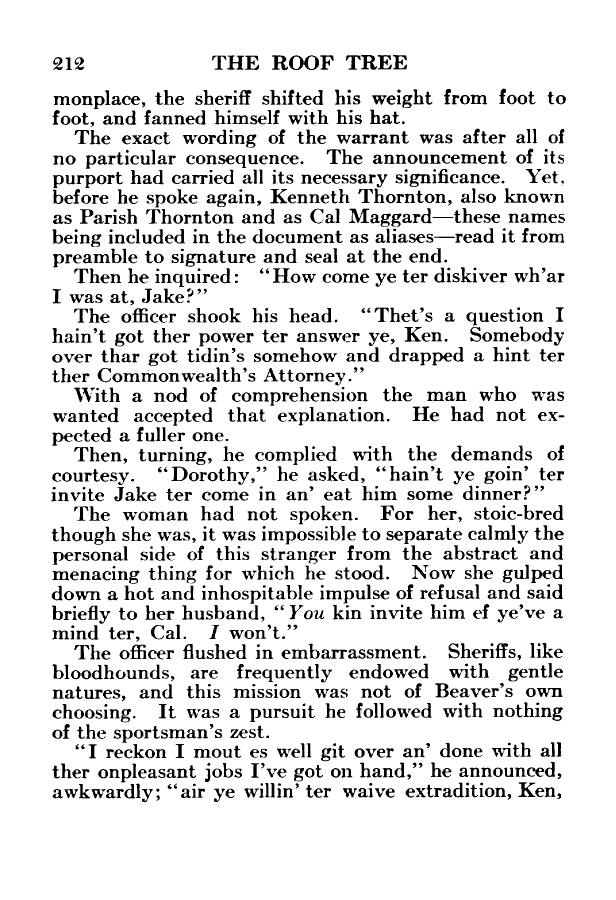 212 THE ROOF TREE
monplace, the sheriff shifted his weight from foot to
foot, and fanned himself with his hat.
The exact wording of the warrant was after all of
no particular consequence. The announcement of its
purport had carried all its necessary significance. Yet,
before he spoke again, Kenneth Thornton, also known
as Parish Thornton and as Cal Maggard—these names
being included in the document as aliases—read it from
preamble to signature and seal at the end.
Then he inquired: "How come ye ter diskiver wh'ar
I was at, Jake?"
The officer shook his head. "Thet's a question I
hain't got ther power ter answer ye, Ken. Somebody
over thar got tidin's somehow and drapped a hint ter
ther Commonwealth's Attorney."
With a nod of comprehension the man who was
wanted accepted that explanation. He had not ex-
pected a fuller one.
Then, turning, he complied with the demands of
courtesy. "Dorothy," he asked, "hain't ye goin' ter
invite Jake ter come in an' eat him some dinner?"
The woman had not spoken. For her, stoic-bred
though she was, it was impossible to separate calmly the
personal side of this stranger from the abstract and
menacing thing for which he stood. Now she gulped
down a hot and inhospitable impulse of refusal and said
briefly to her husband, "You kin invite him ef ye've a
mind ter, Cal. I won't."
The officer flushed in embarrassment. Sheriffs, like
bloodhounds, are frequently endowed with gentle
natures, and this mission was not of Beaver's own
choosing. It was a pursuit he followed with nothing
of the sportsman's zest.
"I reckon I mout es well git over an' done with all
ther onpleasant jobs I've got on hand," he announced,
awkwardly; "air ye willin' ter waive extradition, Ken,